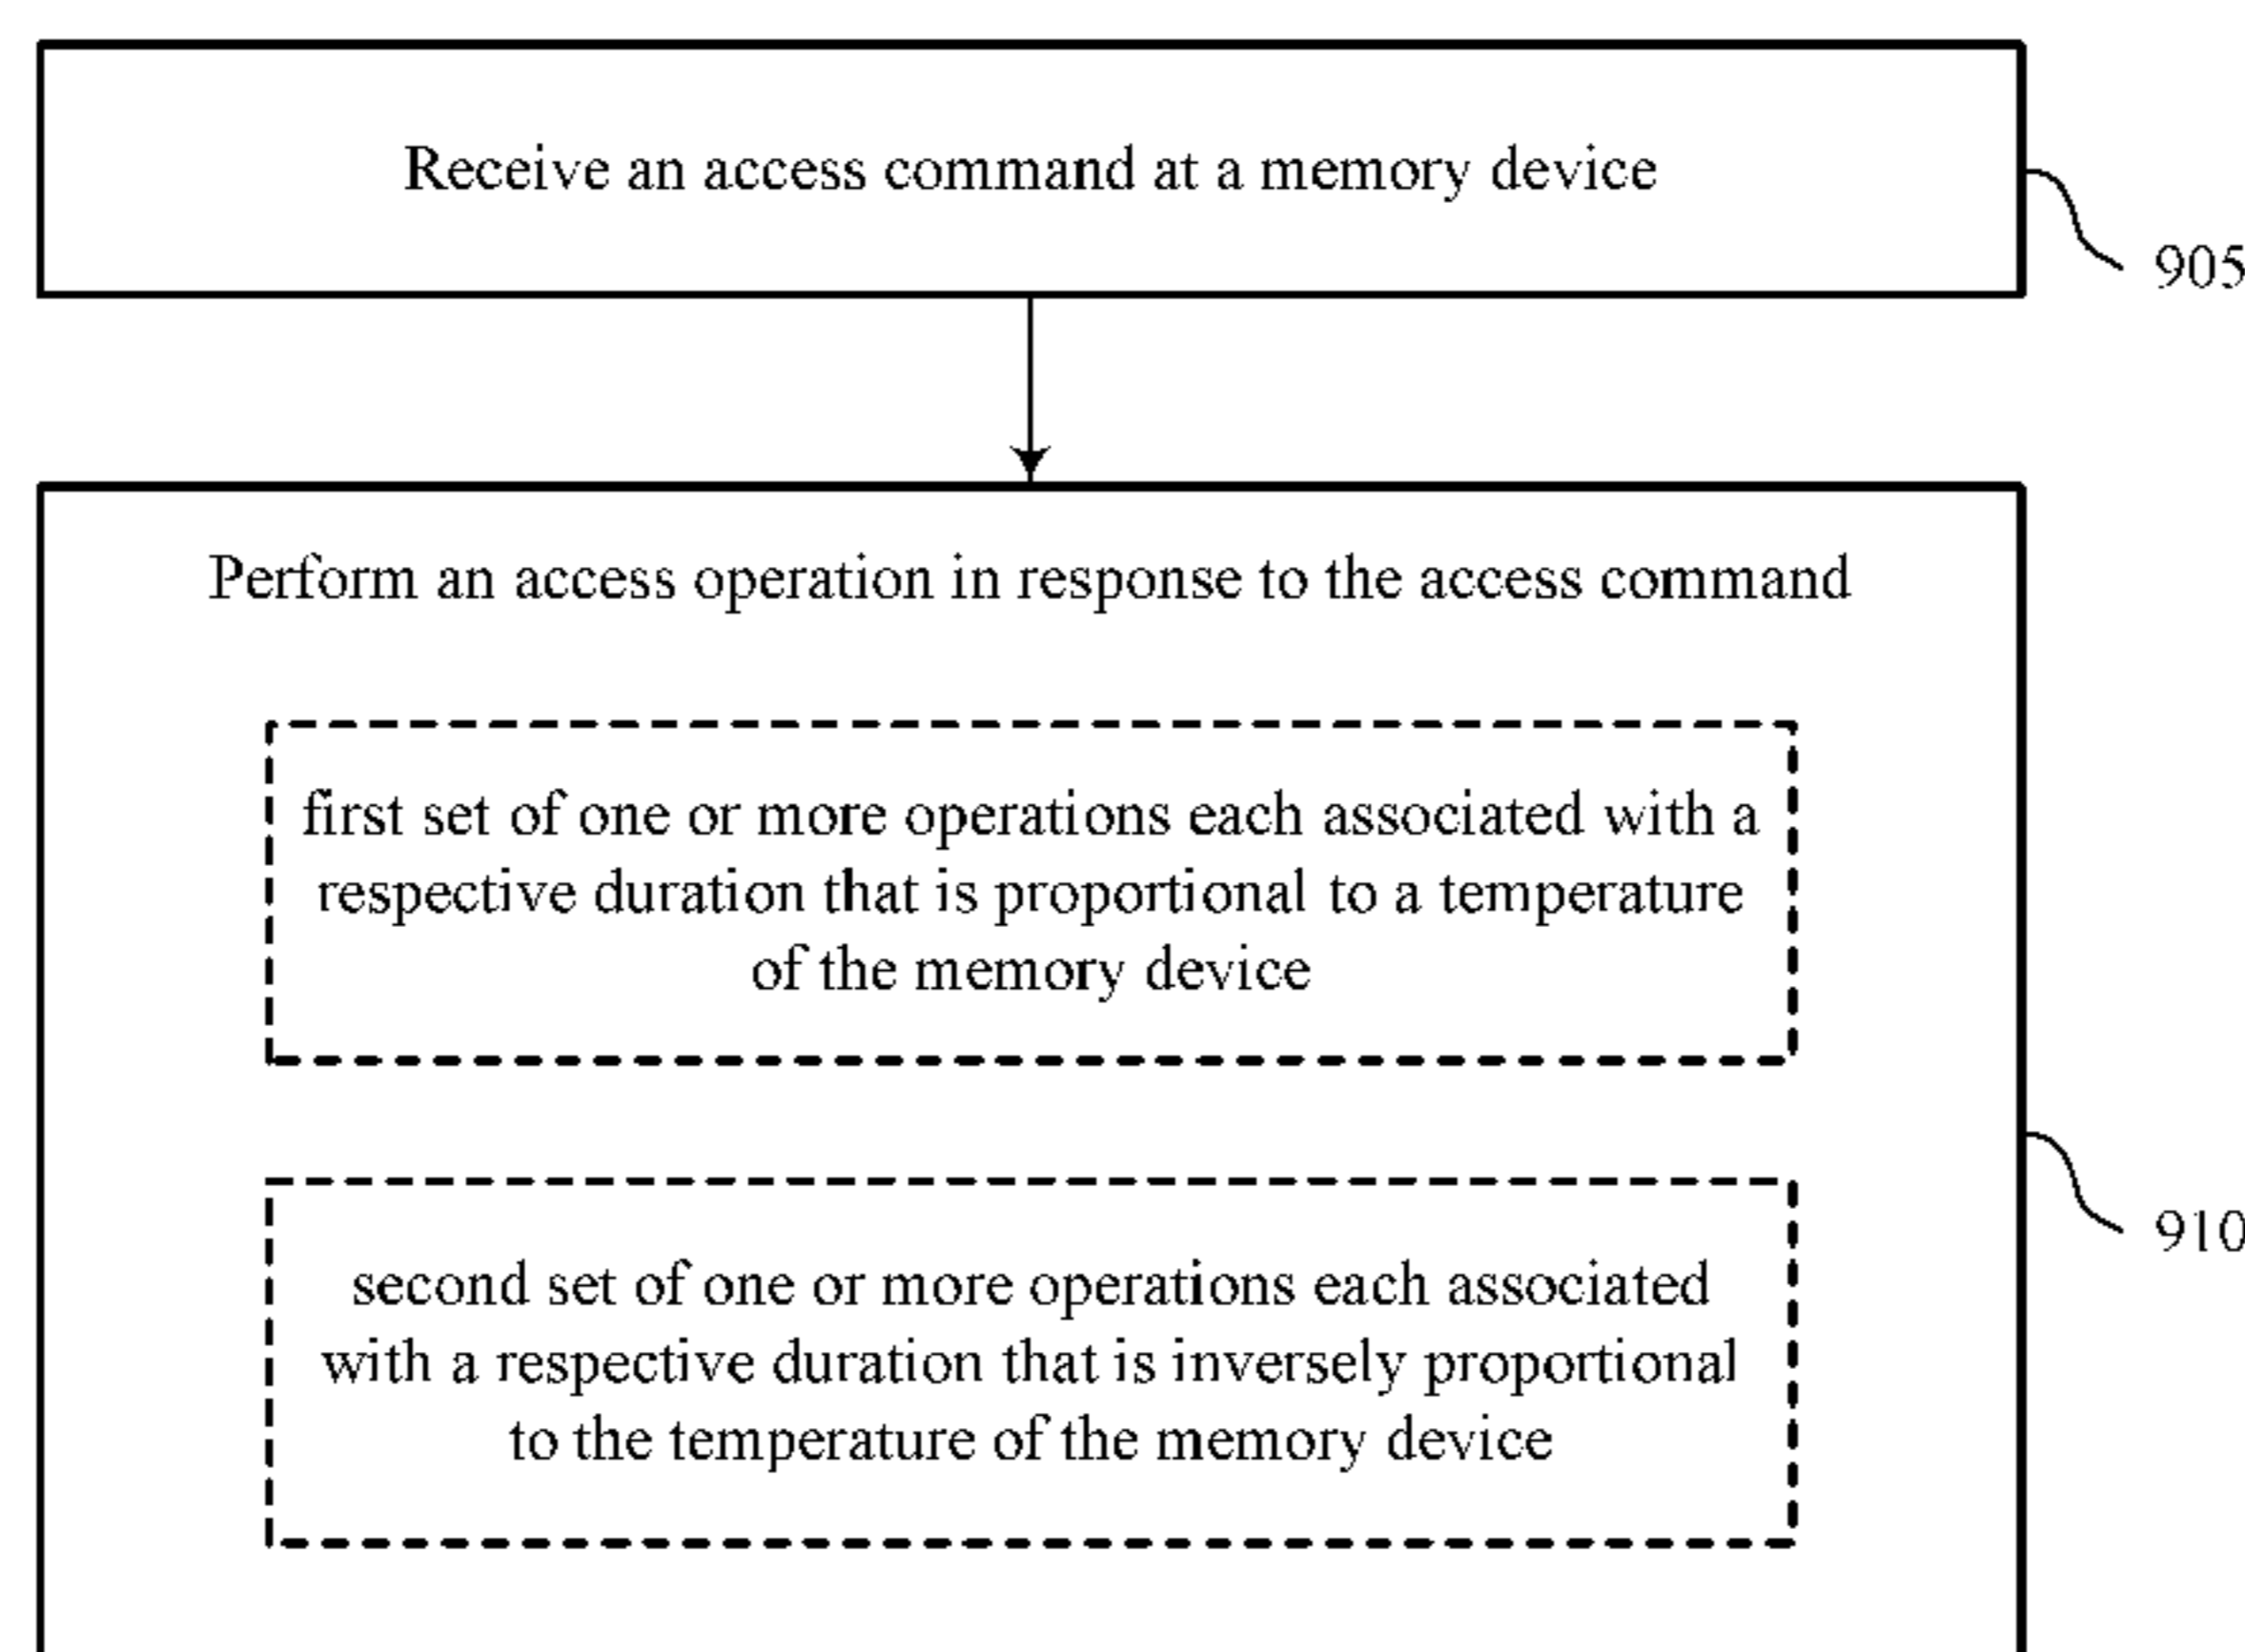 Receive an access command at a memory device
905
Perform an access operation in response to the access command
first set of one or more operations each associated with a
respective duration that is proportional to a temperature
of the memory device
910
second set of one or more operations each associated
with a respective duration that is inversely proportional
to the temperature of the memory device